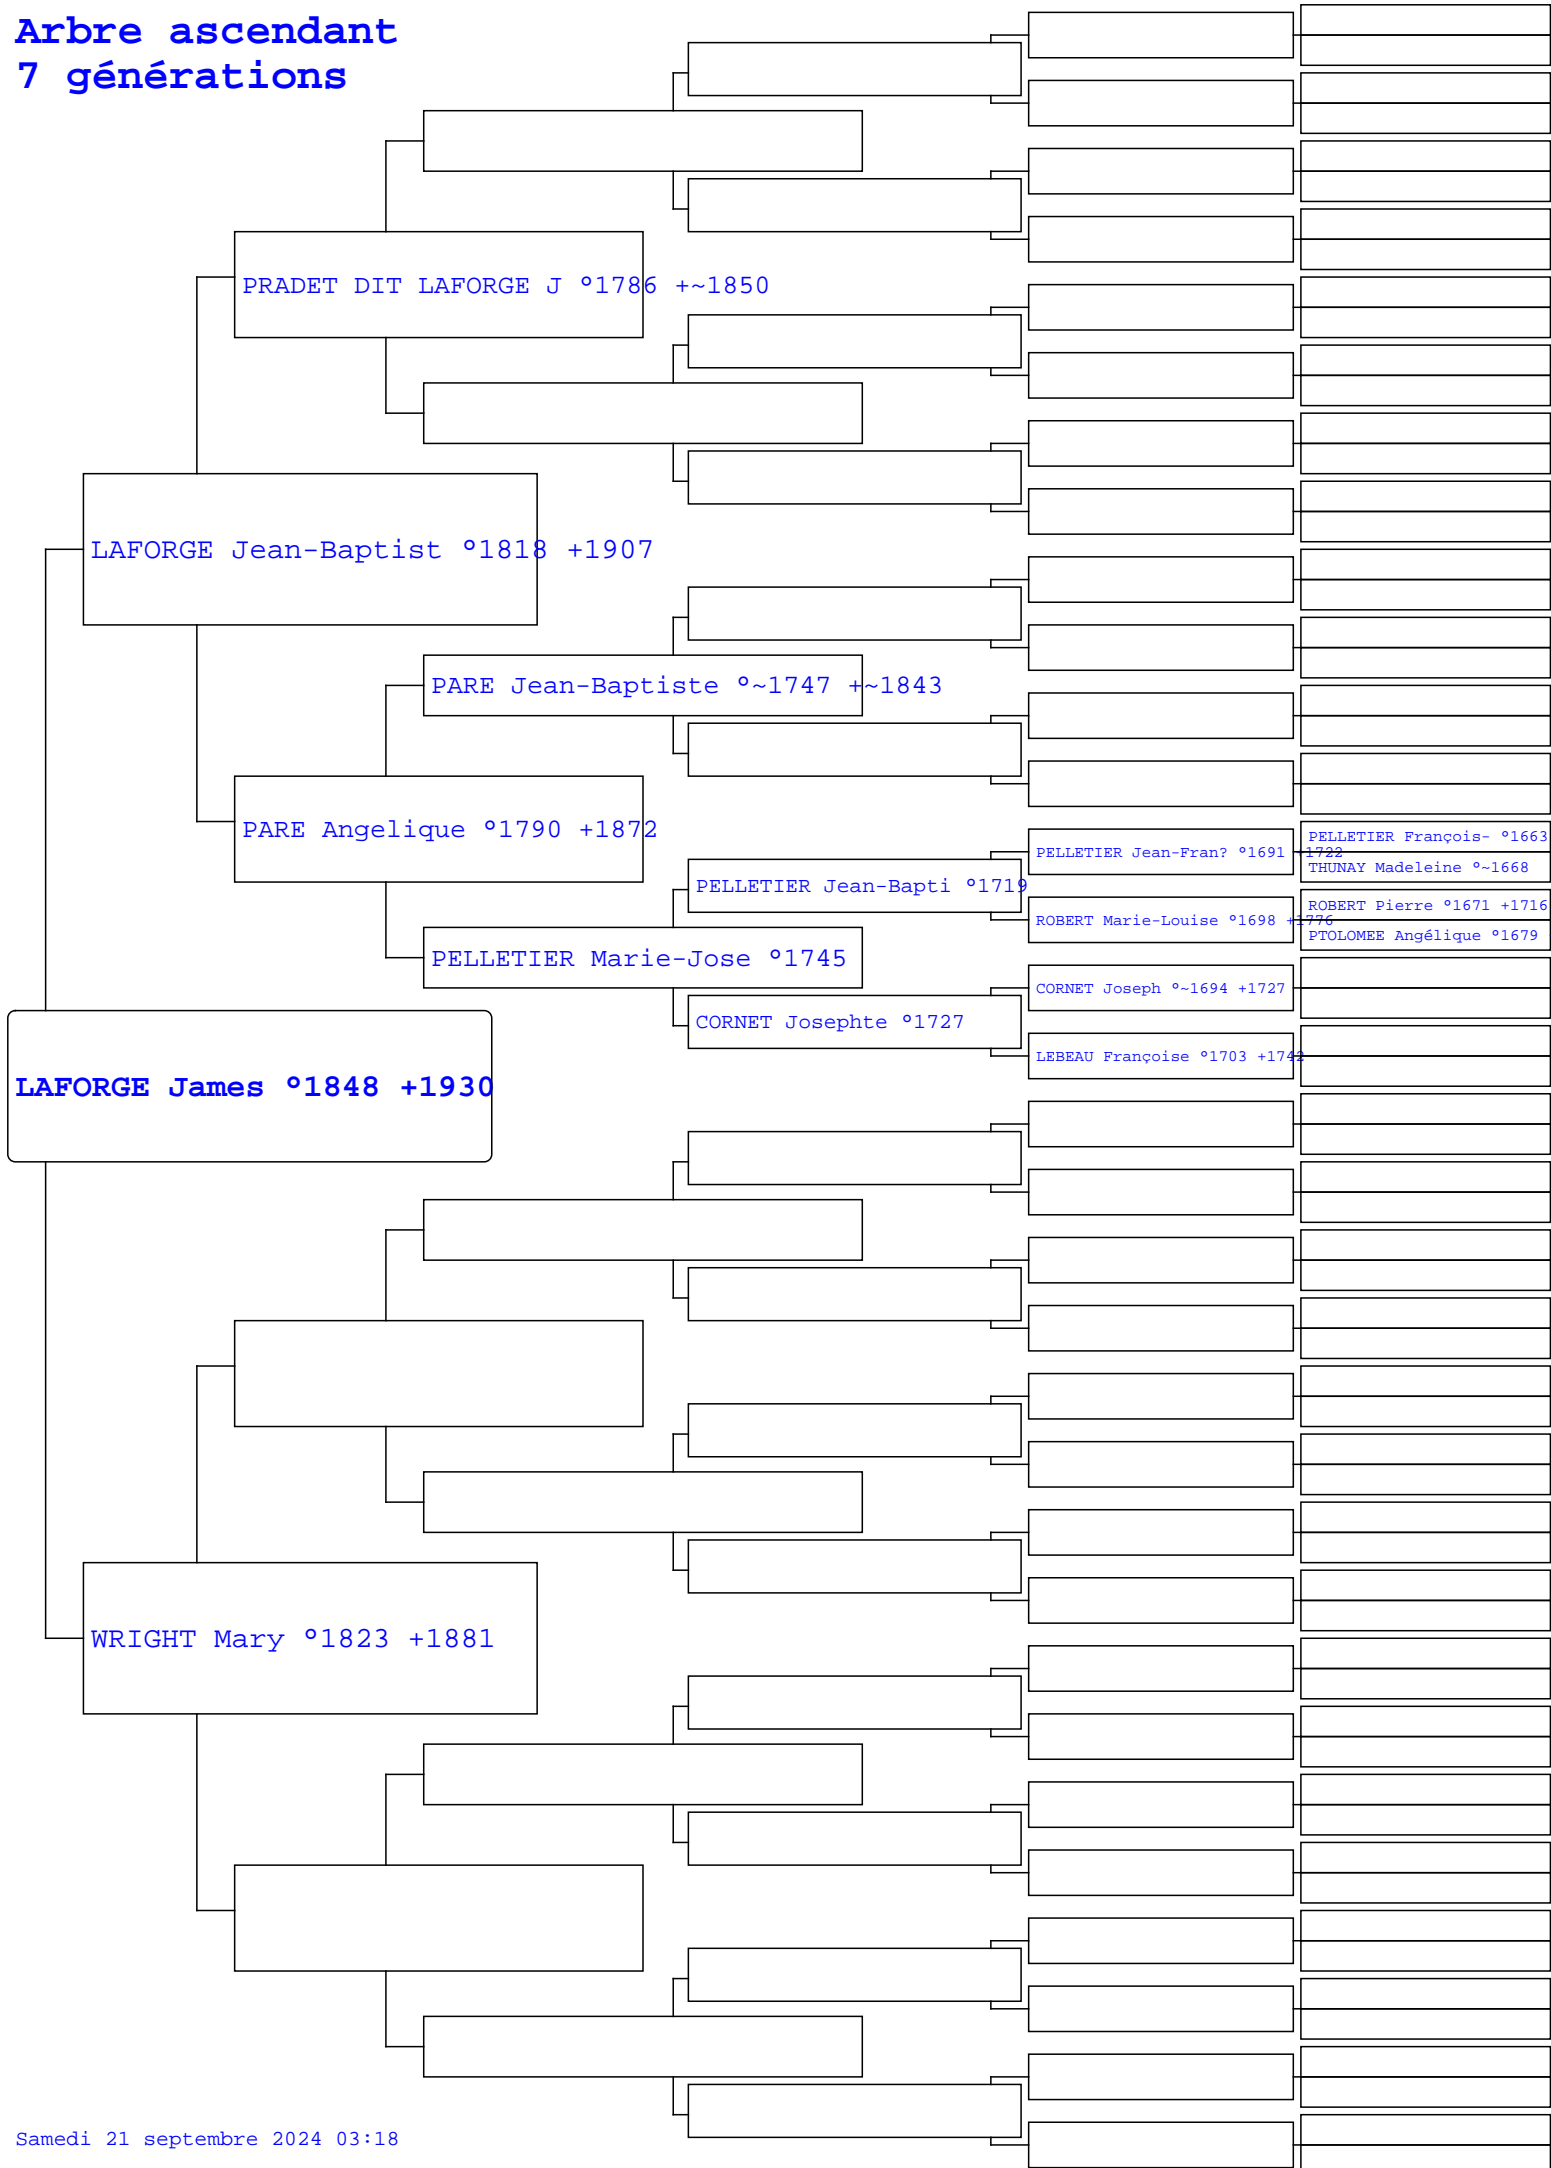 Arbre ascendant
7 générations
PRADET DIT LAFORGE J °1786 +~1850
LAFORGE Jean-Baptist °1818 +1907
PARE Jean-Baptiste °~1747 +~1843
PARE Angelique °1790 +1872
PELLETIER François- °1663
PELLETIER Jean-Fran? °1691 +1722
THUNAY Madeleine °~1668
PELLETIER Jean-Bapti °1719
ROBERT Pierre °1671 +1716
ROBERT Marie-Louise °1698 +1776
PTOLOMEE Angélique °1679
PELLETIER Marie-Jose °1745
CORNET Joseph °~1694 +1727
CORNET Josephte °1727
LEBEAU Françoise °1703 +1742
LAFORGE James °1848 +1930
WRIGHT Mary °1823 +1881
Samedi 21 septembre 2024 03:18